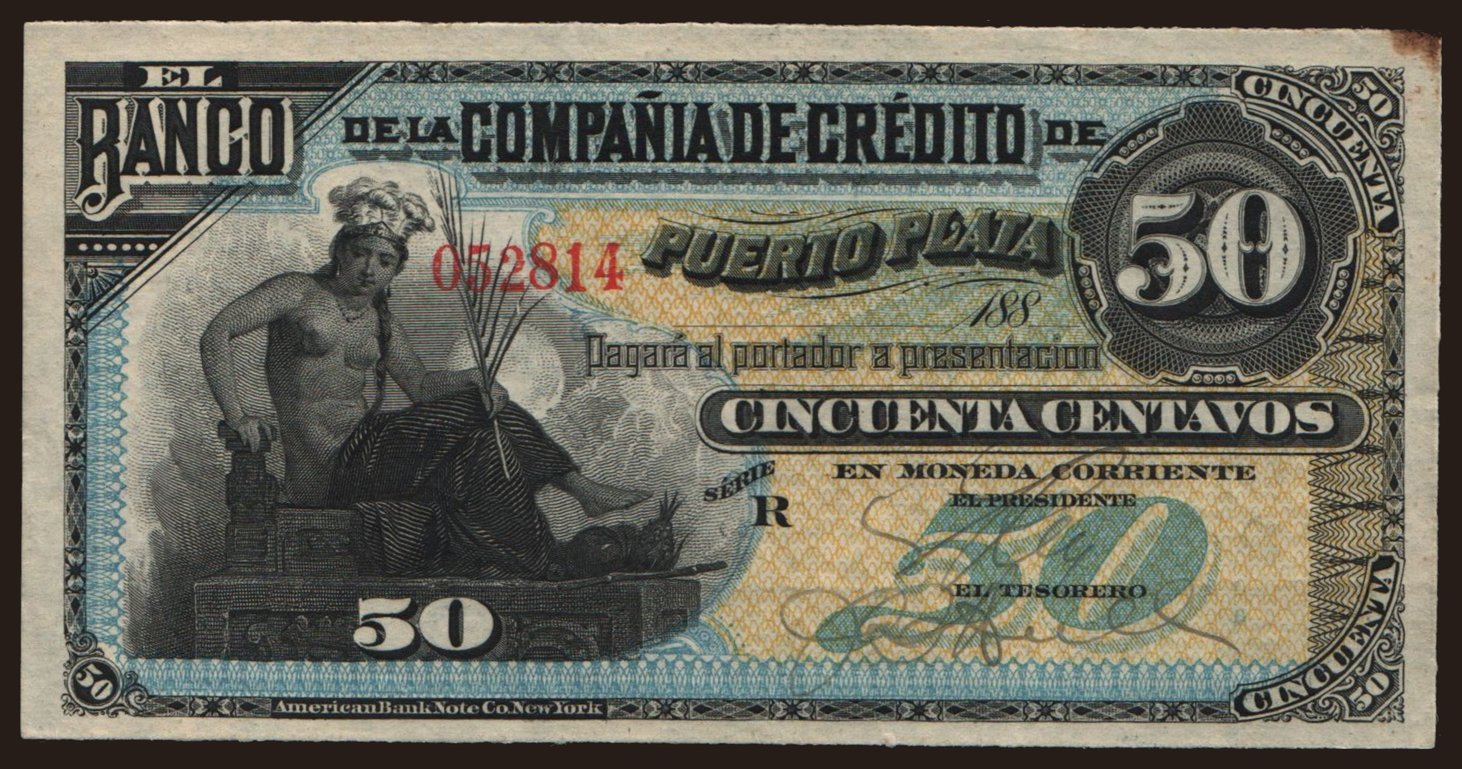 EL
BANCO
DE LA COMPAÑIA DE CRÉDITO DE
PUERTO PLATA
052814
188
Pagará al portador a presentacion
CINCUENTA CENTAVOS
EN MONEDA CORRIENTE
SÉRIE
R
EL PRESIDENTE
EL TESORERO
50
50
50
50
CINCUENTA
50
CINCUENTA
50
American Bank Note Co. New York